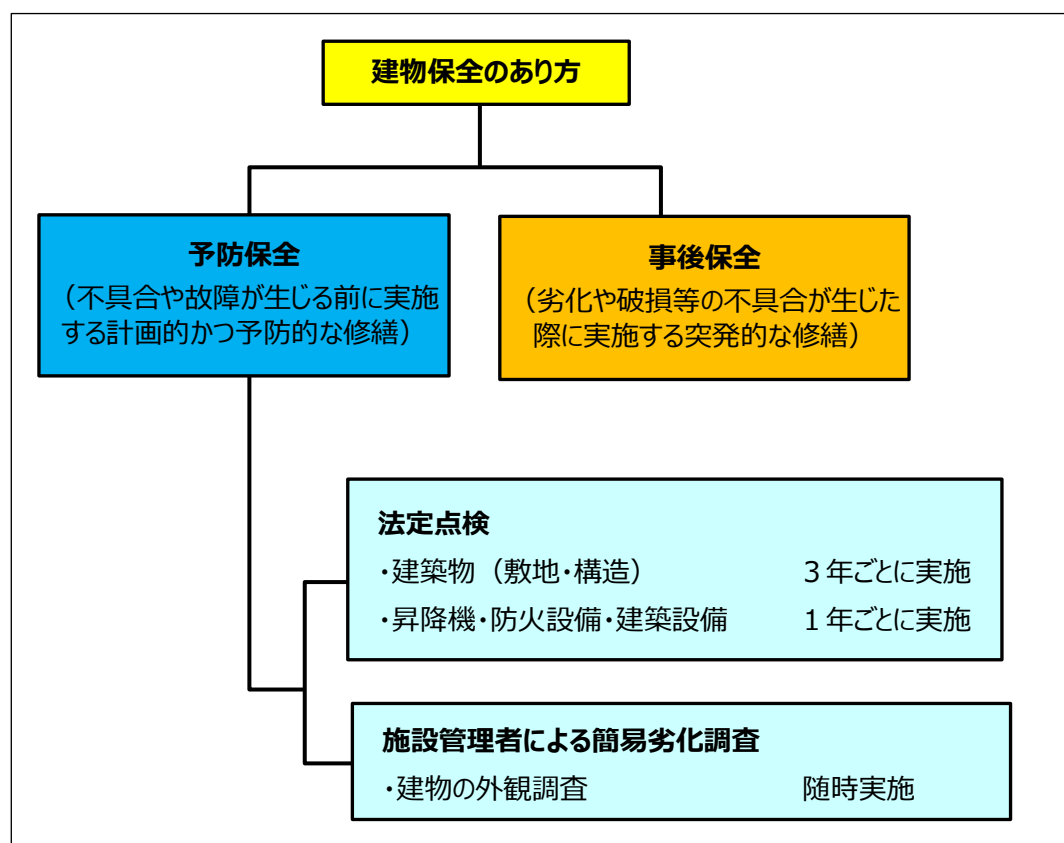 建物保全のあり方
予防保全
（不具合や故障が生じる前に実施
する計画的かつ予防的な修繕）
事後保全
（劣化や破損等の不具合が生じた
際に実施する突発的な修繕）
法定点検
・建築物（敷地・構造） ３年ごとに実施
・昇降機・防火設備・建築設備 １年ごとに実施
施設管理者による簡易劣化調査
・建物の外観調査 随時実施